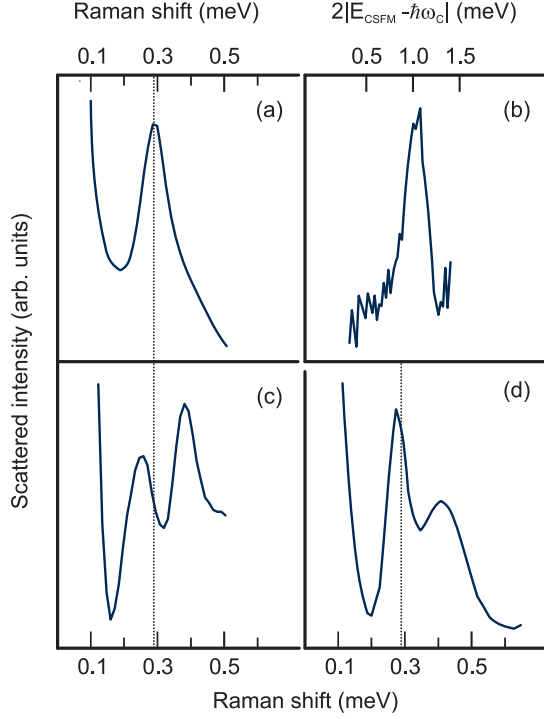 Raman shift (meV)
2|E_CSFM -ħω_C| (meV)
0.1 0.3 0.5
0.5 1.0 1.5
(a)
(b)
Scattered intensity (arb. units)
(c)
(d)
0.1 0.3 0.5
0.1 0.3 0.5
Raman shift (meV)